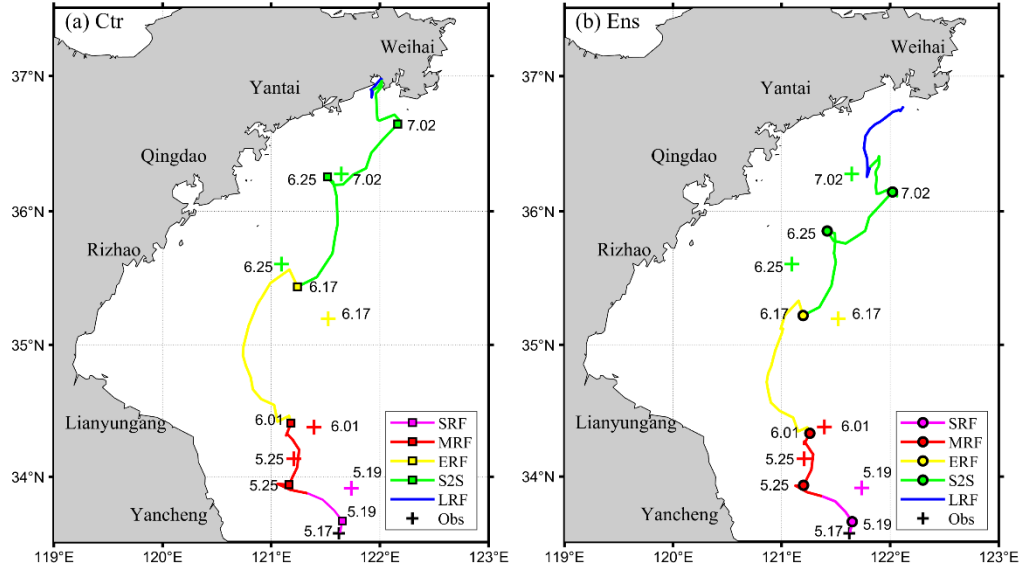 (a) Ctr
Weihai
37°N
Yantai
7.02
Qingdao
6.25
7.02
36°N
Rizhao
6.25
6.17
6.17
35°N
Lianyungang
6.01
6.01
5.25
34°N
5.25
5.19
Yancheng
5.19
5.17
SRF
MRF
ERF
S2S
LRF
Obs
119°E
120°E
121°E
122°E
123°E
(b) Ens
Weihai
37°N
Yantai
Qingdao
7.02
7.02
36°N
6.25
Rizhao
6.25
6.17
6.17
35°N
Lianyungang
6.01
6.01
5.25
34°N
5.25
5.19
Yancheng
5.19
5.17
SRF
MRF
ERF
S2S
LRF
Obs
119°E
120°E
121°E
122°E
123°E